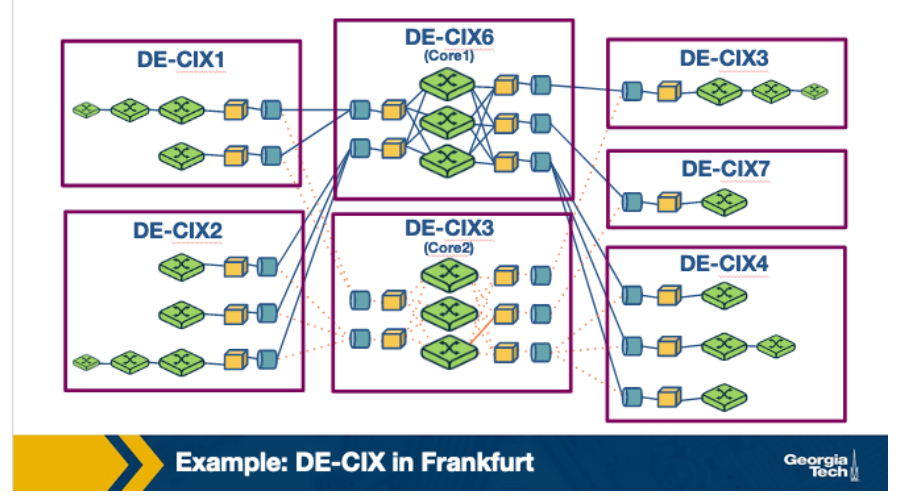 DE-CIX1
DE-CIX6
(Core1)
DE-CIX3
DE-CIX7
DE-CIX2
DE-CIX3
(Core2)
DE-CIX4
Example: DE-CIX in Frankfurt
Georgia
Tech